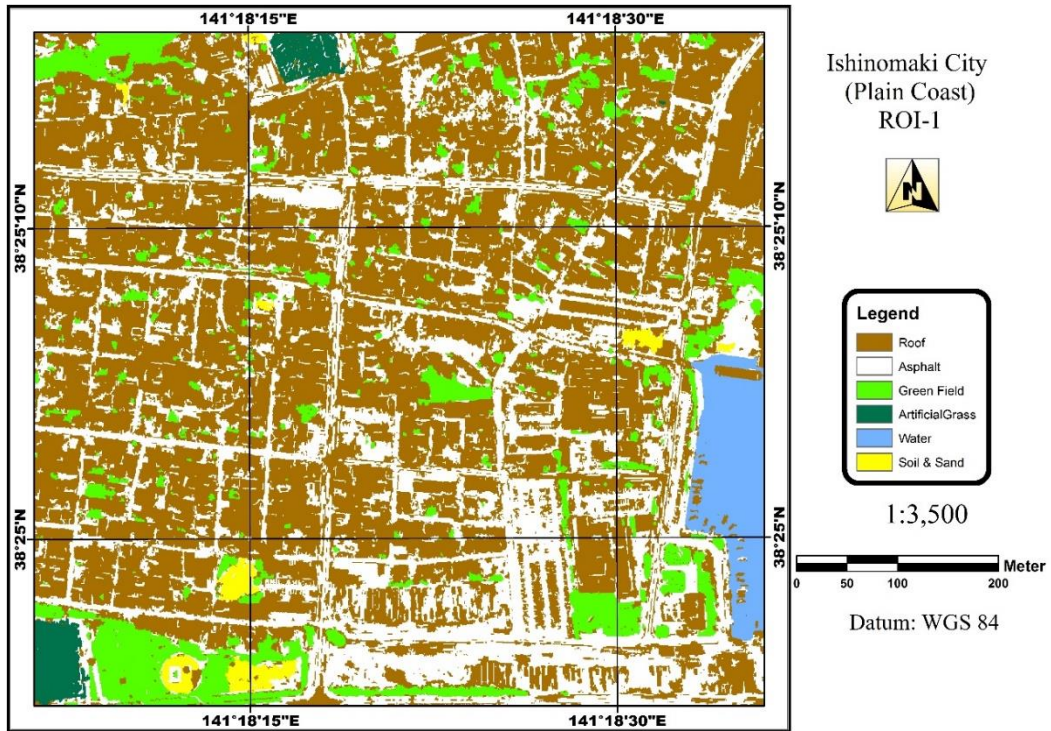 141°18'15"E
141°18'30"E
38°25'10"N
38°25'10"N
38°25'N
38°25'N
141°18'15"E
141°18'30"E
Ishinomaki City
(Plain Coast)
ROI-1
N
Legend
Roof
Asphalt
Green Field
ArtificialGrass
Water
Soil & Sand
1:3,500
Meter
0 50 100 200
Datum: WGS 84